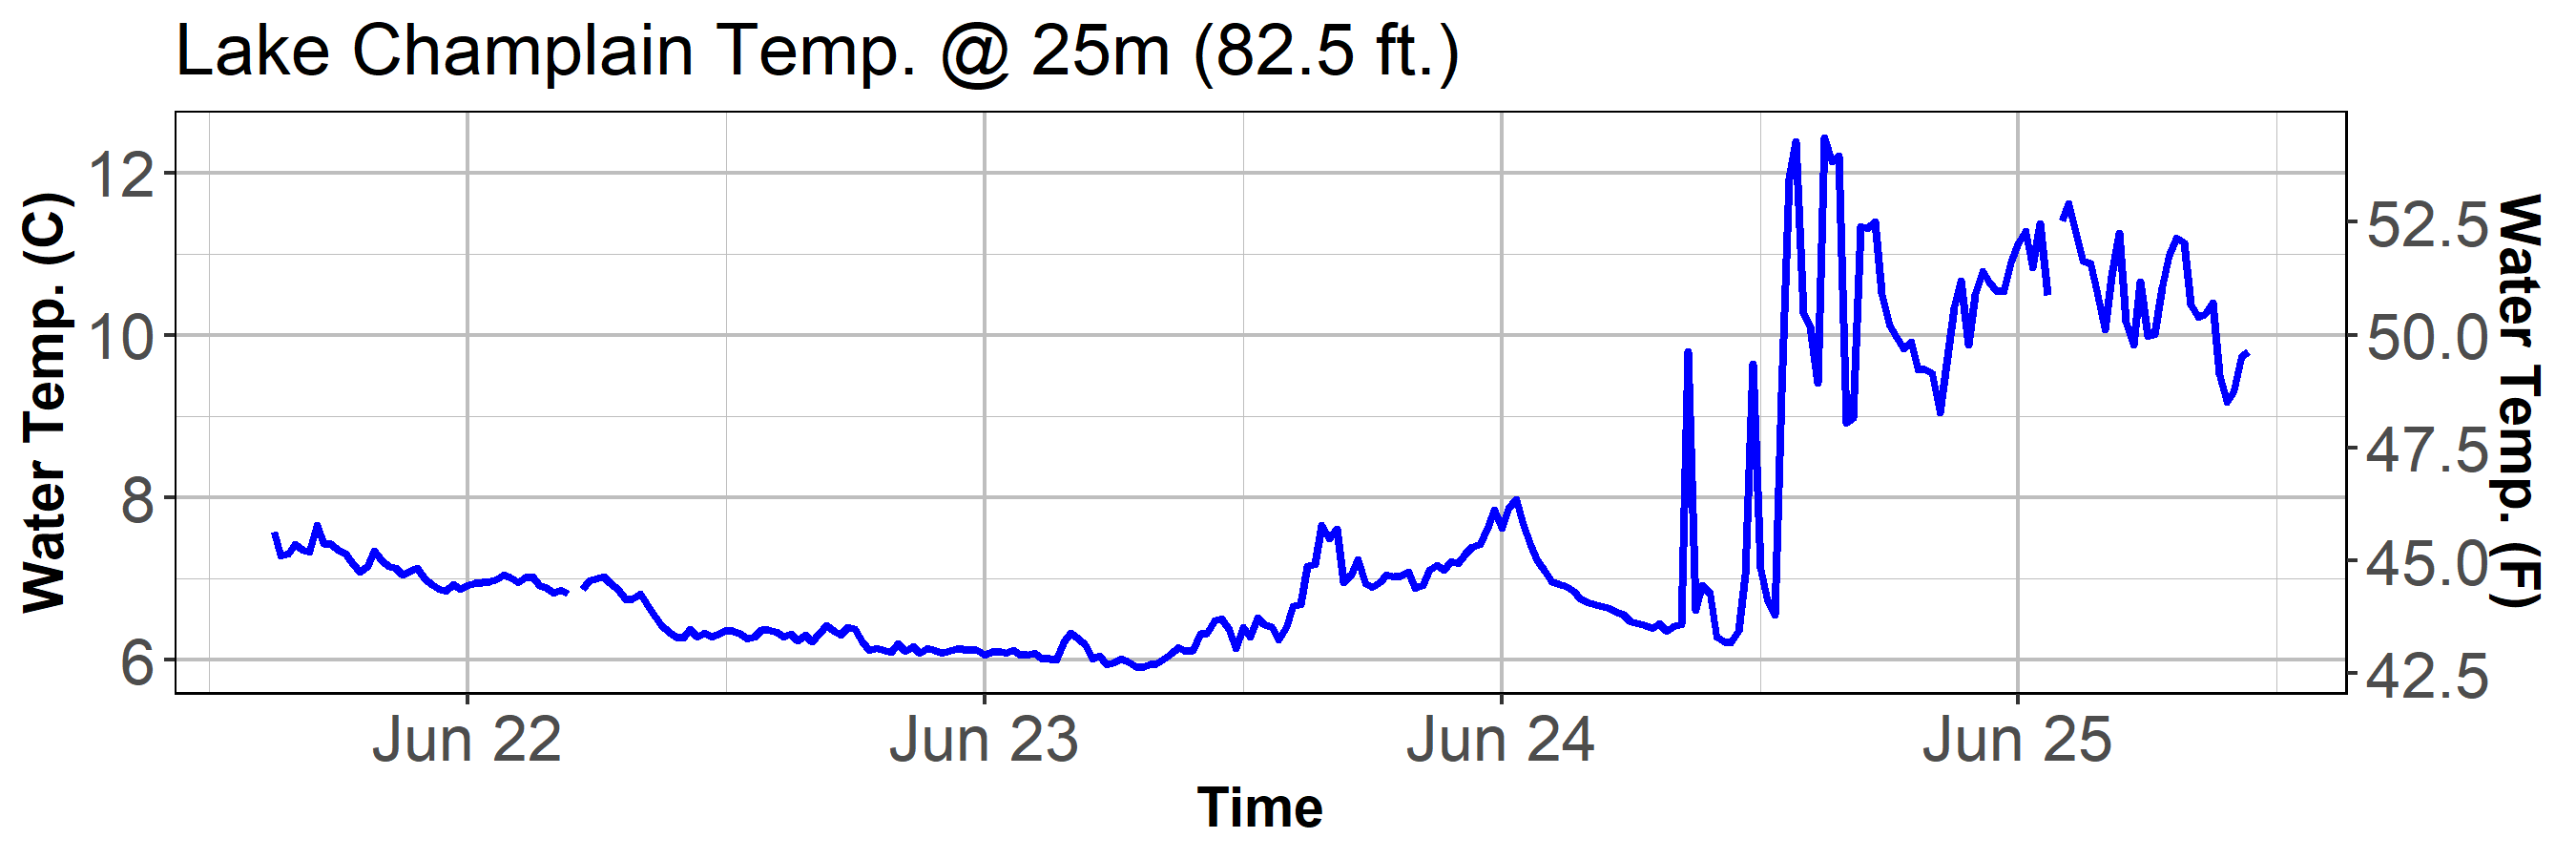 Lake Champlain Temp. @ 25m (82.5 ft.)
Water Temp. (C)
12
10
8
6
52.5
50.0
47.5
45.0
42.5
Water Temp. (F)
Jun 22
Jun 23
Jun 24
Jun 25
Time